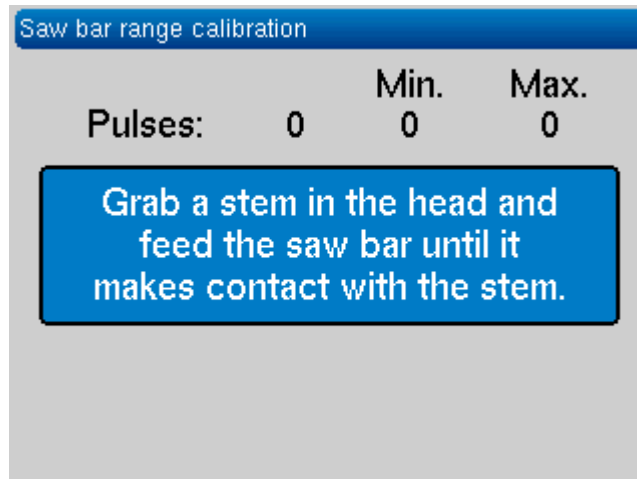 Saw bar range calibration
Min. Max.
Pulses: 0 0 0
Grab a stem in the head and
feed the saw bar until it
makes contact with the stem.